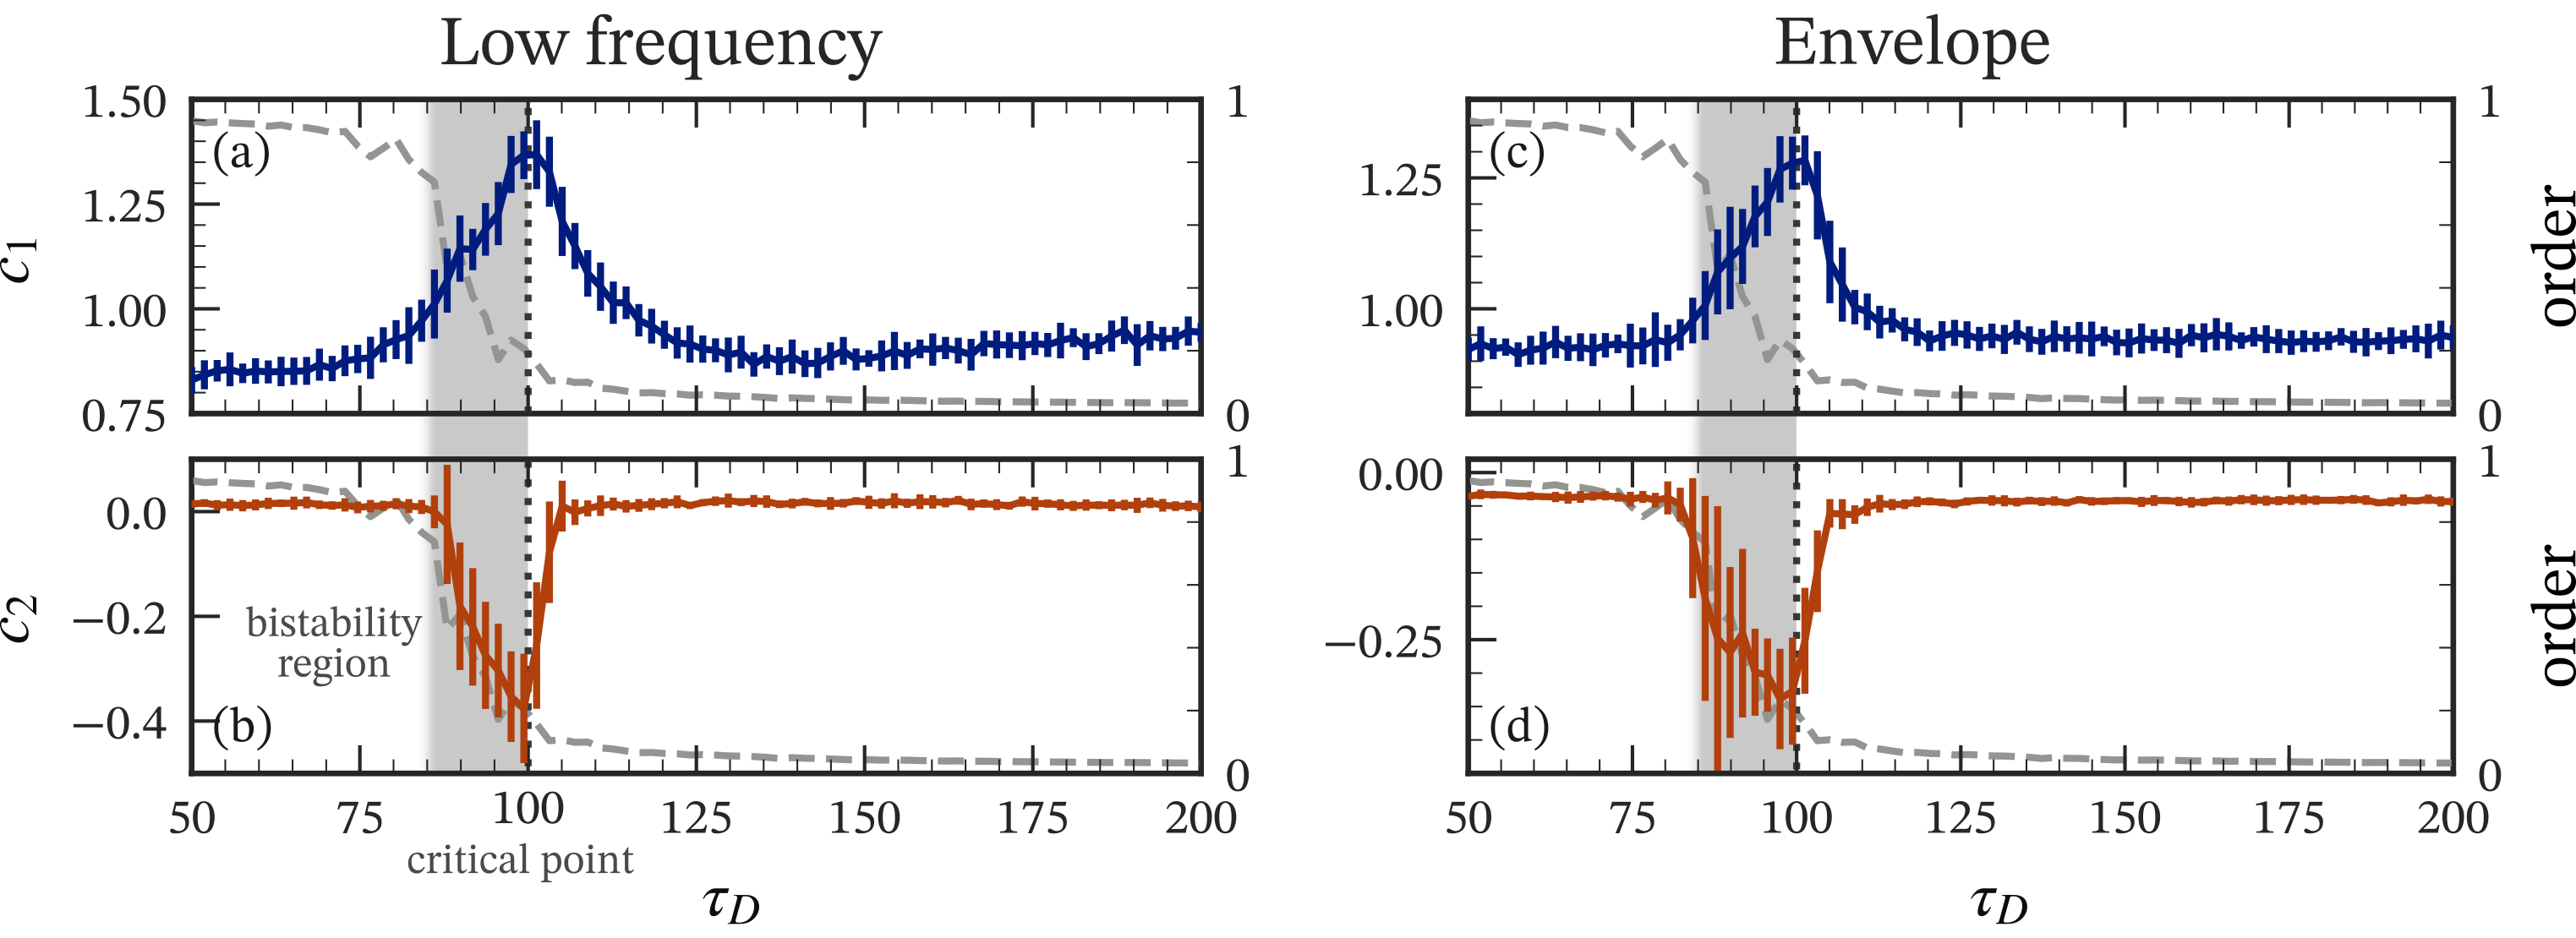 Low frequency
Envelope
1.50
1.25
1.00
0.75
c1
(a)
1
0
1.25
1.00
(c)
1
0
order
0.0
−0.2
−0.4
c2
bistability
region
(b)
1
0
0.00
−0.25
(d)
1
0
order
50 75 100 125 150 175 200
critical point
τD
50 75 100 125 150 175 200
τD